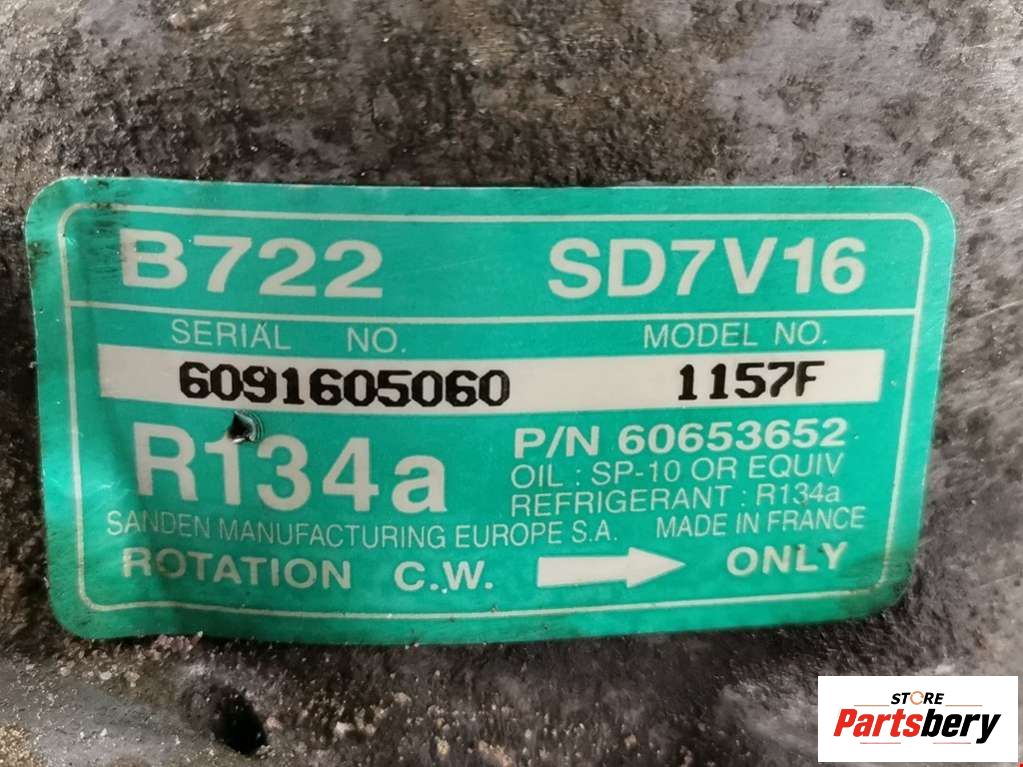 B722 SD7V16
SERIAL NO. MODEL NO.
6091605060 1157F
R134a
P/N 60653652
OIL : SP-10 OR EQUIV
REFRIGERANT : R134a
SANDEN MANUFACTURING EUROPE S.A. MADE IN FRANCE
ROTATION C.W. ONLY
STORE
Partsbery